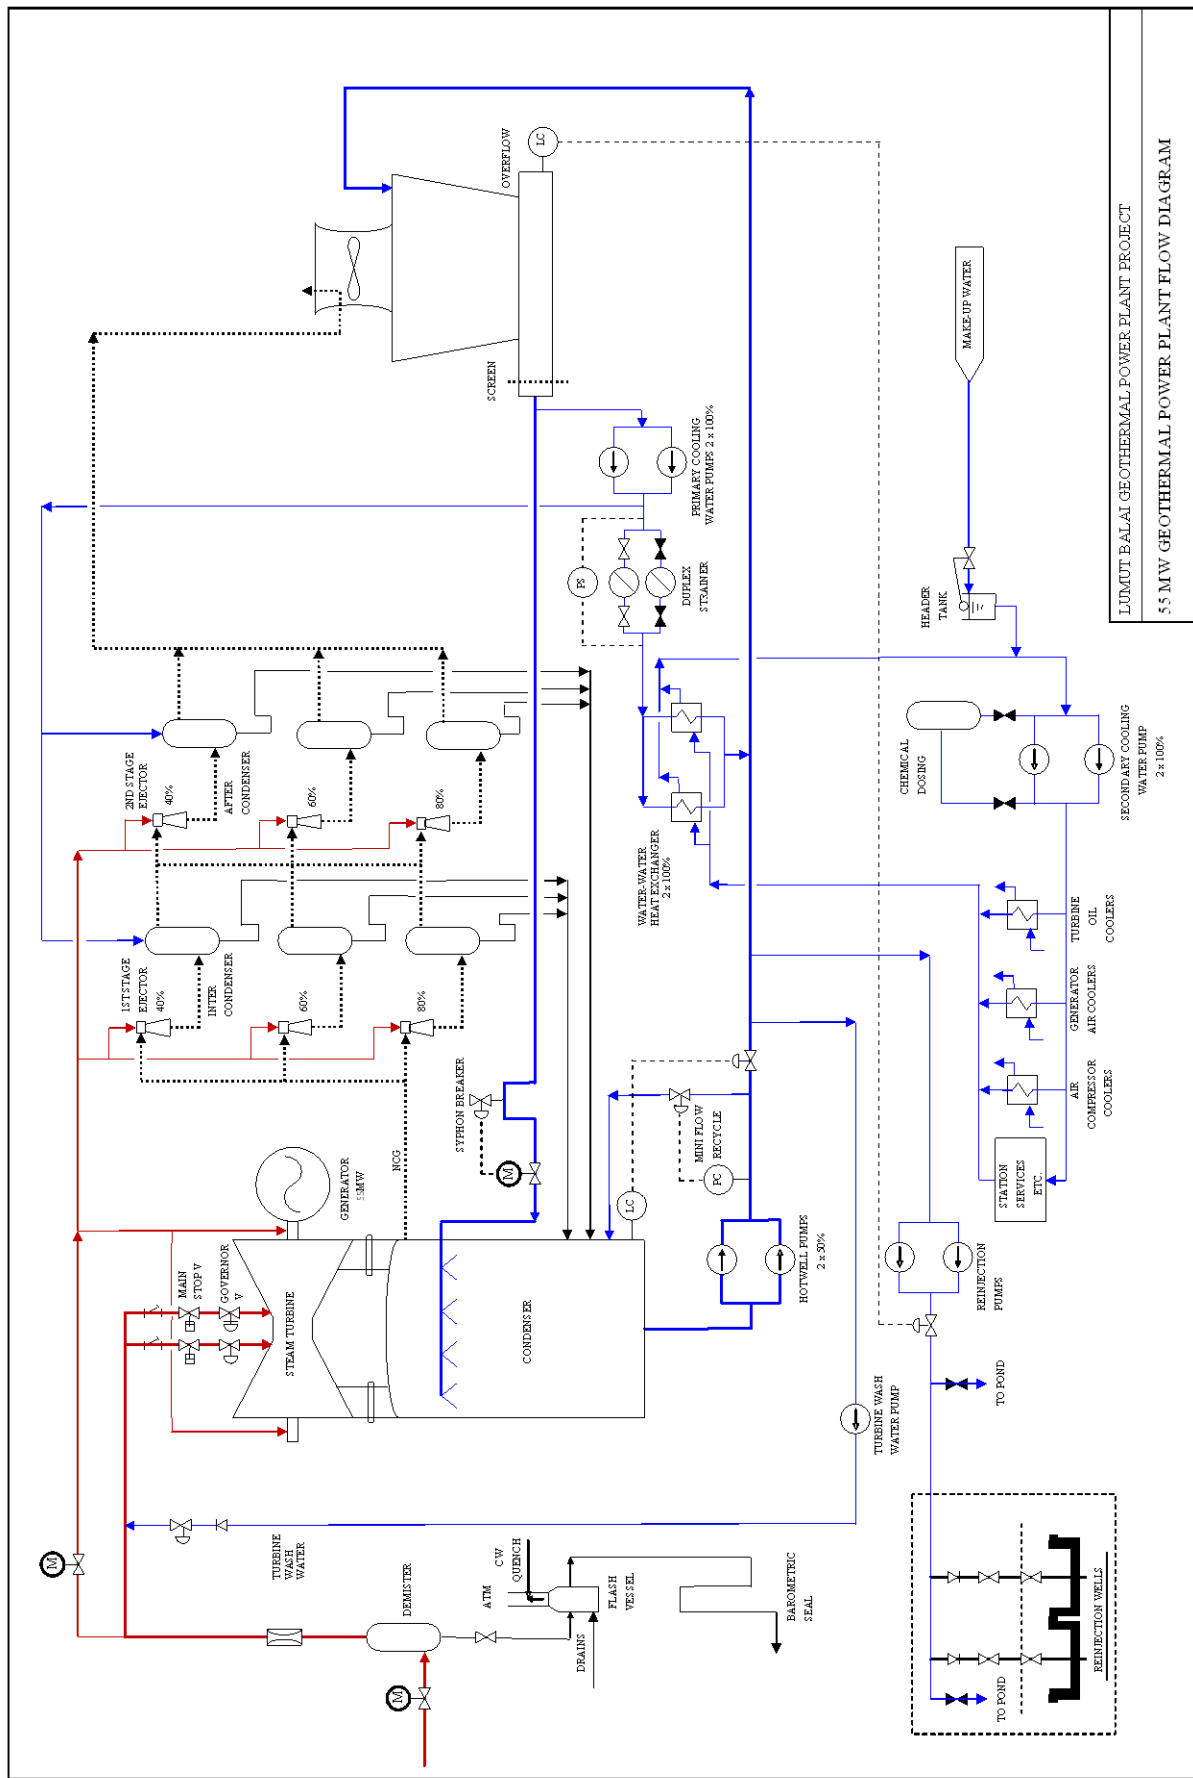 LUMUT BALAI GEOTHERMAL POWER PLANT PROJECT
55 MW GEOTHERMAL POWER PLANT FLOW DIAGRAM
M
M
DEMISTER
ATM
CW
QUENCH
FLASH
VESSEL
DRAINS
BAROMETRIC
SEAL
TURBINE
WASH
WATER
MAIN
STOP V
GOVERNOR
V
STEAM TURBINE
GENERATOR
55MW
CONDENSER
NCG
1ST STAGE
EJECTOR
40%
INTER
CONDENSER
60%
80%
2ND STAGE
EJECTOR
40%
AFTER
CONDENSER
60%
80%
SYPHON BREAKER
M
LC
PC
MINI FLOW
RECYCLE
HOTWELL PUMPS
2 x 50%
TURBINE WASH
WATER PUMP
SCREEN
OVERFLOW
LC
PRIMARY COOLING
WATER PUMPS 2 x 100%
PS
DUPLEX
STRAINER
WATER-WATER
HEAT EXCHANGER
2 x 100%
MAKE-UP WATER
HEADER
TANK
CHEMICAL
DOSING
SECONDARY COOLING
WATER PUMP
2 x 100%
TURBINE
OIL
COOLERS
GENERATOR
AIR COOLERS
AIR
COMPRESSOR
COOLERS
STATION
SERVICES
ETC.
REINJECTION
PUMPS
TO POND
TO POND
REINJECTION WELLS